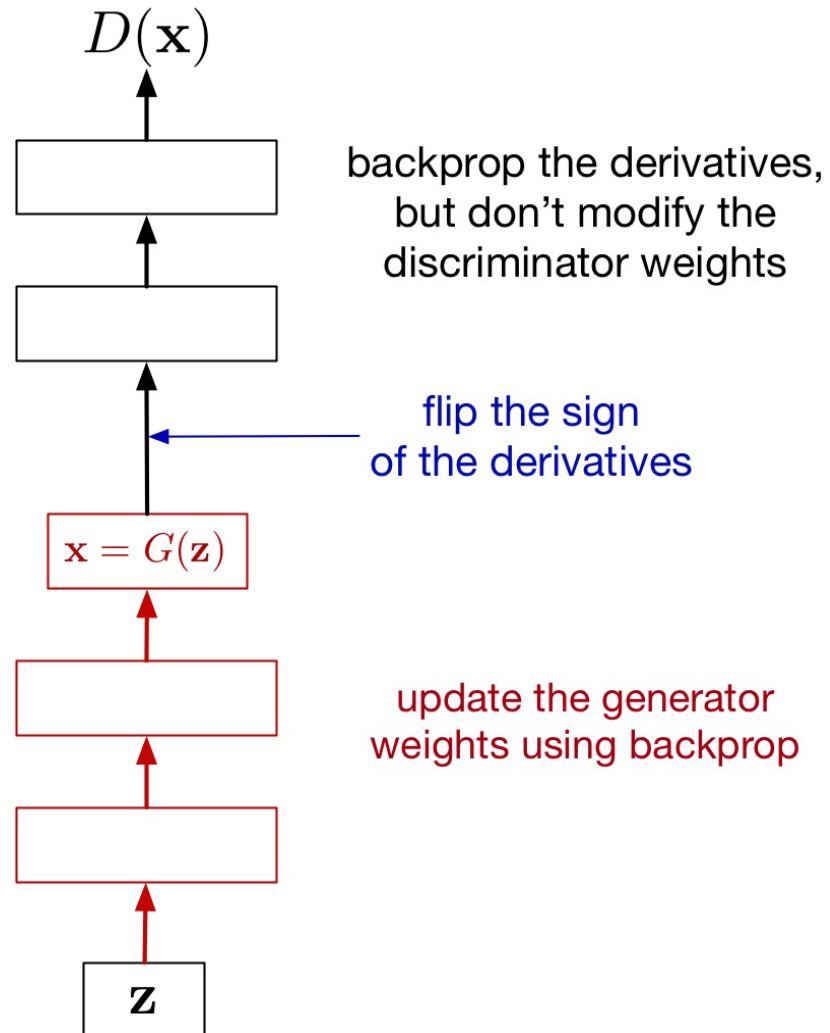 D(x)
backprop the derivatives,
but don't modify the
discriminator weights
flip the sign
of the derivatives
x = G(z)
update the generator
weights using backprop
z